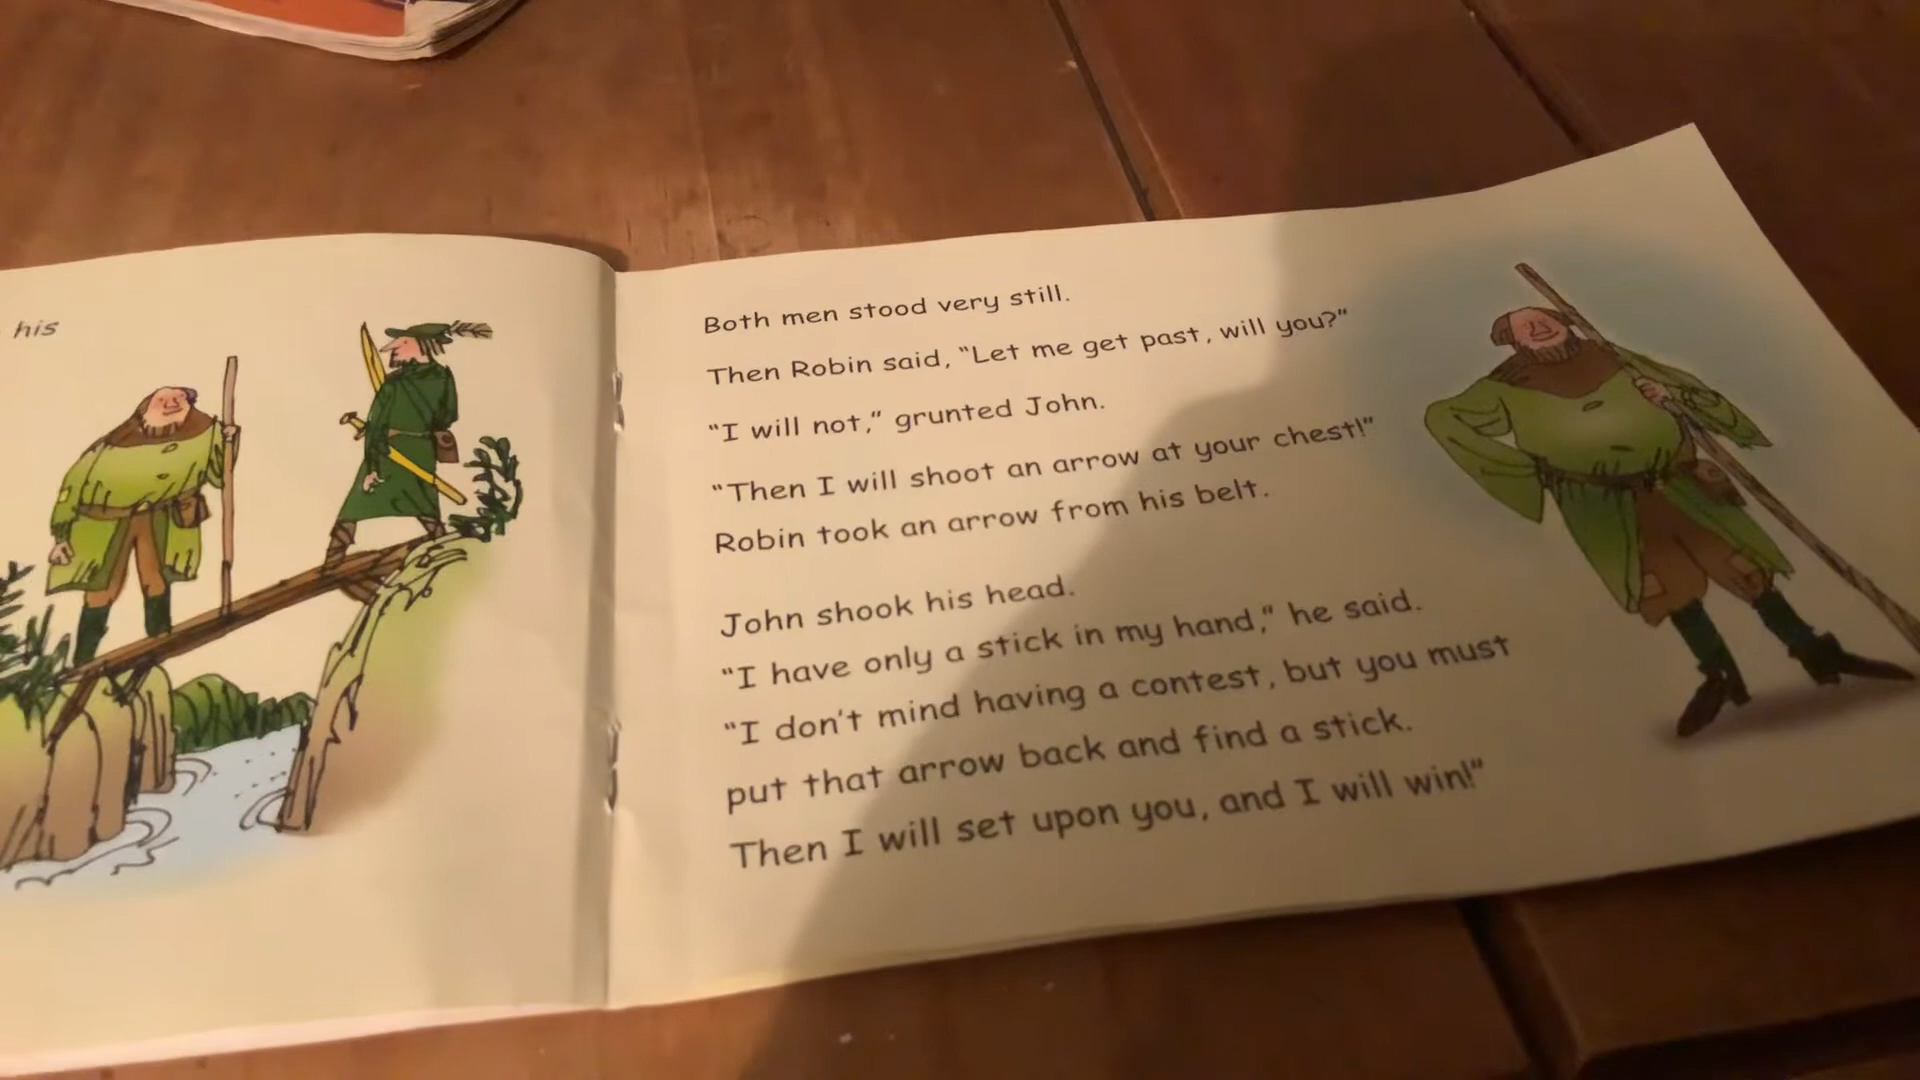 his
Both men stood very still.
Then Robin said, “Let me get past, will you?”
“I will not,” grunted John.
“Then I will shoot an arrow at your chest!”
Robin took an arrow from his belt.
John shook his head.
“I have only a stick in my hand,” he said.
“I don't mind having a contest, but you must
put that arrow back and find a stick.
Then I will set upon you, and I will win!”